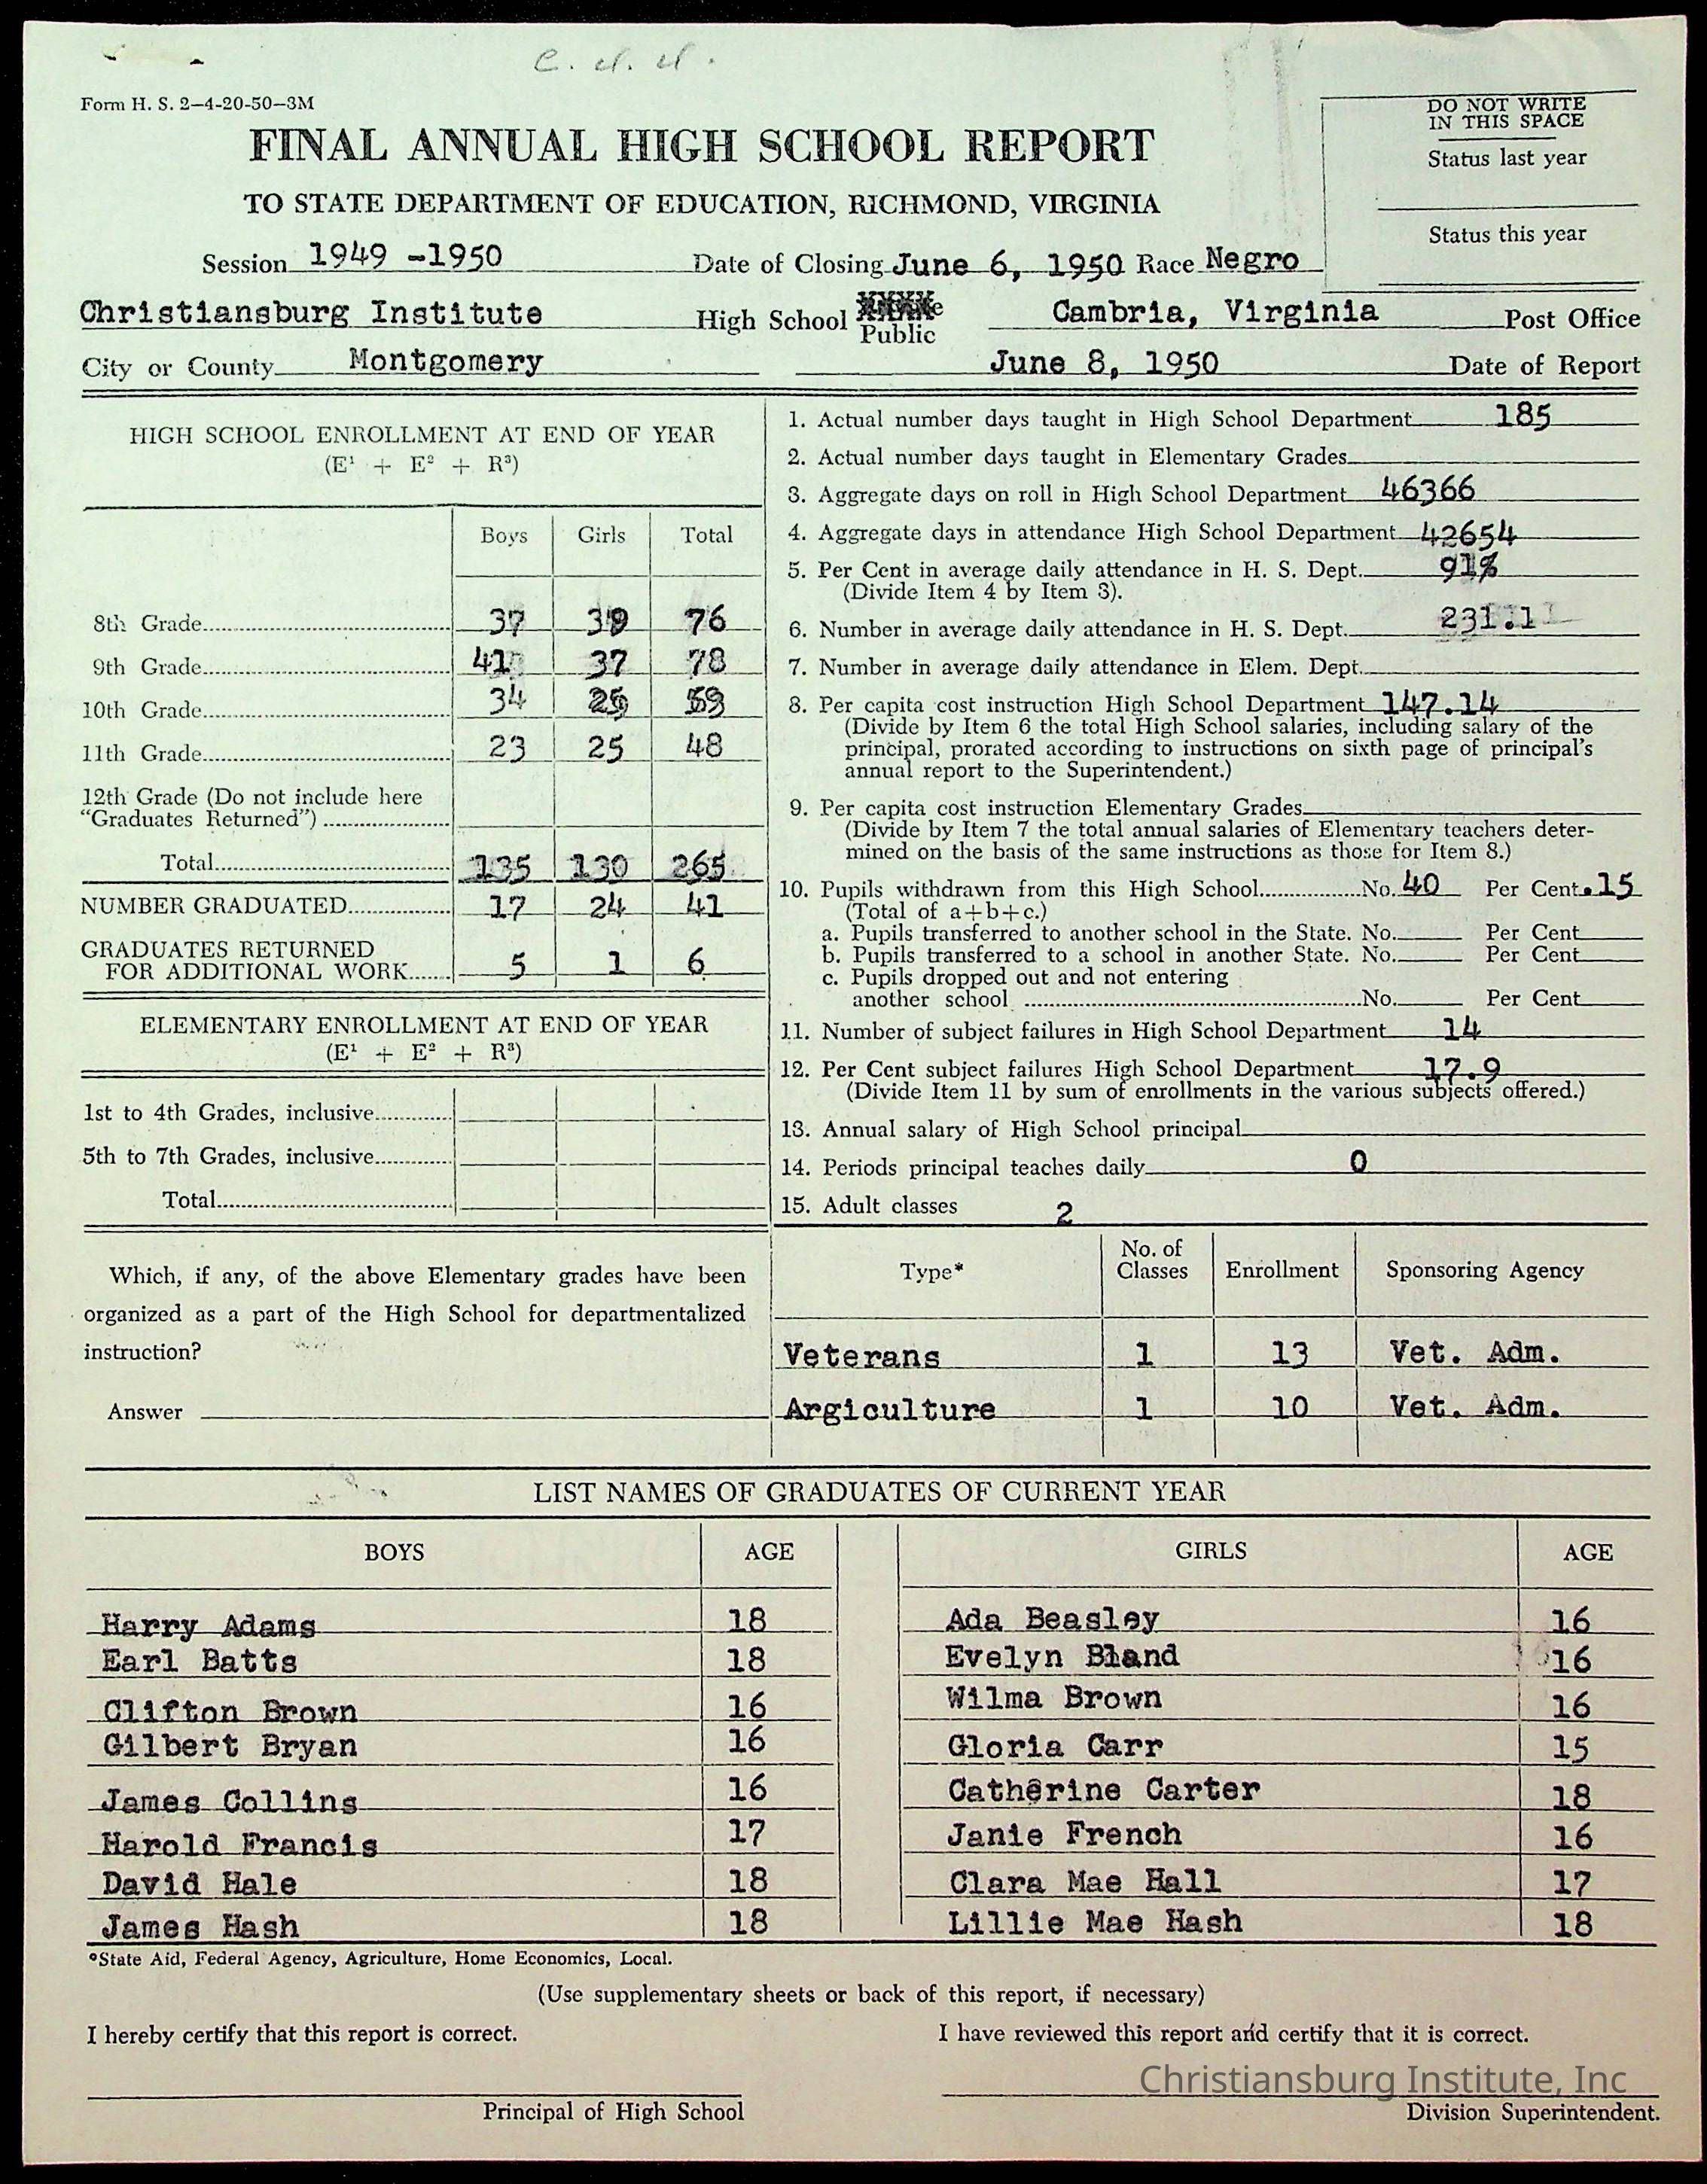 C. H. H.
Form H. S. 2—4-20-50—3M
FINAL ANNUAL HIGH SCHOOL REPORT
TO STATE DEPARTMENT OF EDUCATION, RICHMOND, VIRGINIA
DO NOT WRITE
IN THIS SPACE
Status last year
Status this year
Session 1949 -1950 Date of Closing June 6, 1950 Race Negro
Christiansburg Institute High School Public Cambria, Virginia Post Office
City or County Montgomery June 8, 1950 Date of Report
HIGH SCHOOL ENROLLMENT AT END OF YEAR
(E¹ + E² + R³)
Boys Girls Total
8th Grade 37 39 76
9th Grade 41 37 78
10th Grade 34 25 59
11th Grade 23 25 48
12th Grade (Do not include here
"Graduates Returned")
Total 135 130 265
NUMBER GRADUATED 17 24 41
GRADUATES RETURNED
FOR ADDITIONAL WORK 5 1 6
ELEMENTARY ENROLLMENT AT END OF YEAR
(E¹ + E² + R³)
1st to 4th Grades, inclusive
5th to 7th Grades, inclusive
Total
Which, if any, of the above Elementary grades have been
organized as a part of the High School for departmentalized
instruction?
Answer
1. Actual number days taught in High School Department 185
2. Actual number days taught in Elementary Grades
3. Aggregate days on roll in High School Department 46366
4. Aggregate days in attendance High School Department 42654
5. Per Cent in average daily attendance in H. S. Dept. 91%
(Divide Item 4 by Item 3).
6. Number in average daily attendance in H. S. Dept. 231.1
7. Number in average daily attendance in Elem. Dept.
8. Per capita cost instruction High School Department 147.14
(Divide by Item 6 the total High School salaries, including salary of the
principal, prorated according to instructions on sixth page of principal's
annual report to the Superintendent.)
9. Per capita cost instruction Elementary Grades
(Divide by Item 7 the total annual salaries of Elementary teachers deter-
mined on the basis of the same instructions as those for Item 8.)
10. Pupils withdrawn from this High School No. 40 Per Cent .15
(Total of a+b+c.)
a. Pupils transferred to another school in the State. No. Per Cent
b. Pupils transferred to a school in another State. No. Per Cent
c. Pupils dropped out and not entering
another school No. Per Cent
11. Number of subject failures in High School Department 14
12. Per Cent subject failures High School Department 17.9
(Divide Item 11 by sum of enrollments in the various subjects offered.)
13. Annual salary of High School principal
14. Periods principal teaches daily 0
15. Adult classes 2
Type* No. of Classes Enrollment Sponsoring Agency
Veterans 1 13 Vet. Adm.
Argiculture 1 10 Vet. Adm.
LIST NAMES OF GRADUATES OF CURRENT YEAR
BOYS AGE GIRLS AGE
Harry Adams 18 Ada Beasley 16
Earl Batts 18 Evelyn Bland 16
Clifton Brown 16 Wilma Brown 16
Gilbert Bryan 16 Gloria Carr 15
James Collins 16 Catherine Carter 18
Harold Francis 17 Janie French 16
David Hale 18 Clara Mae Hall 17
James Hash 18 Lillie Mae Hash 18
*State Aid, Federal Agency, Agriculture, Home Economics, Local.
(Use supplementary sheets or back of this report, if necessary)
I hereby certify that this report is correct. I have reviewed this report and certify that it is correct.
Christiansburg Institute, Inc
Principal of High School Division Superintendent.